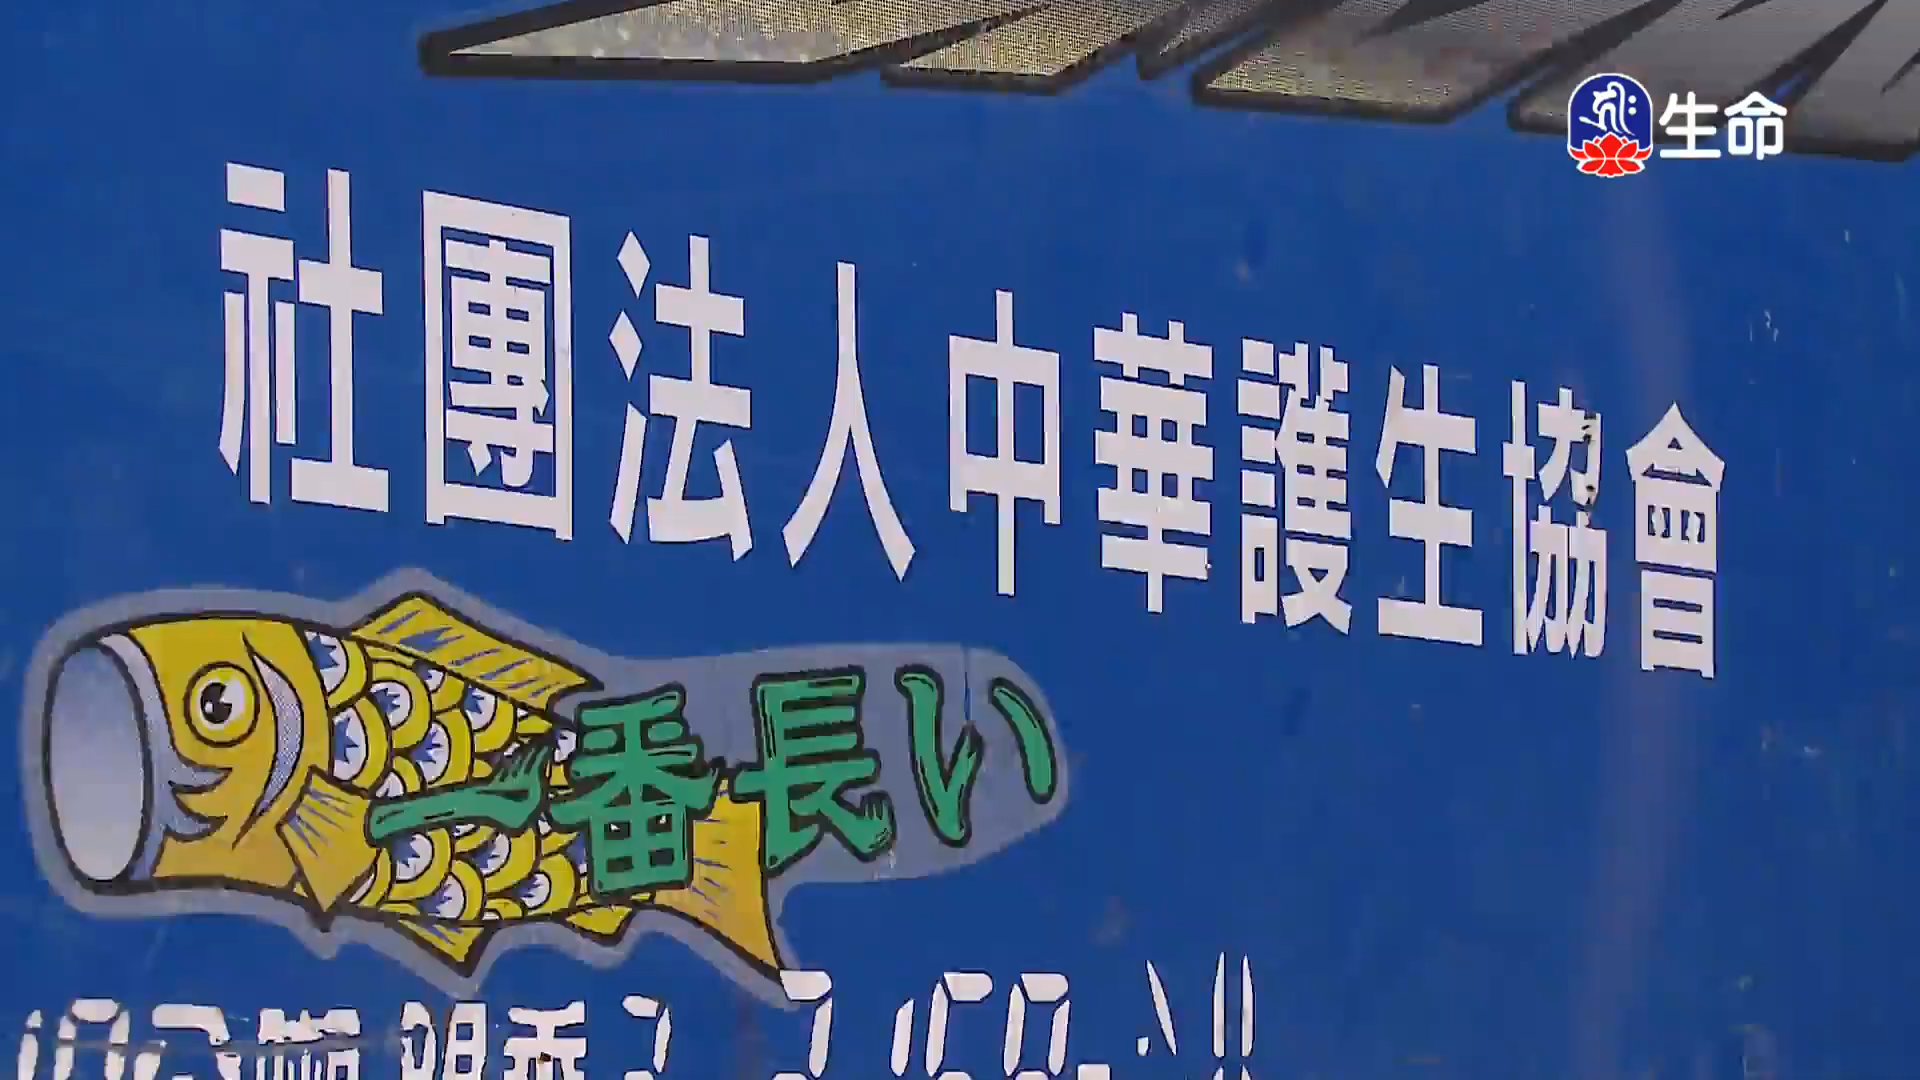 生命
社團法人中華護生協會
一番長い